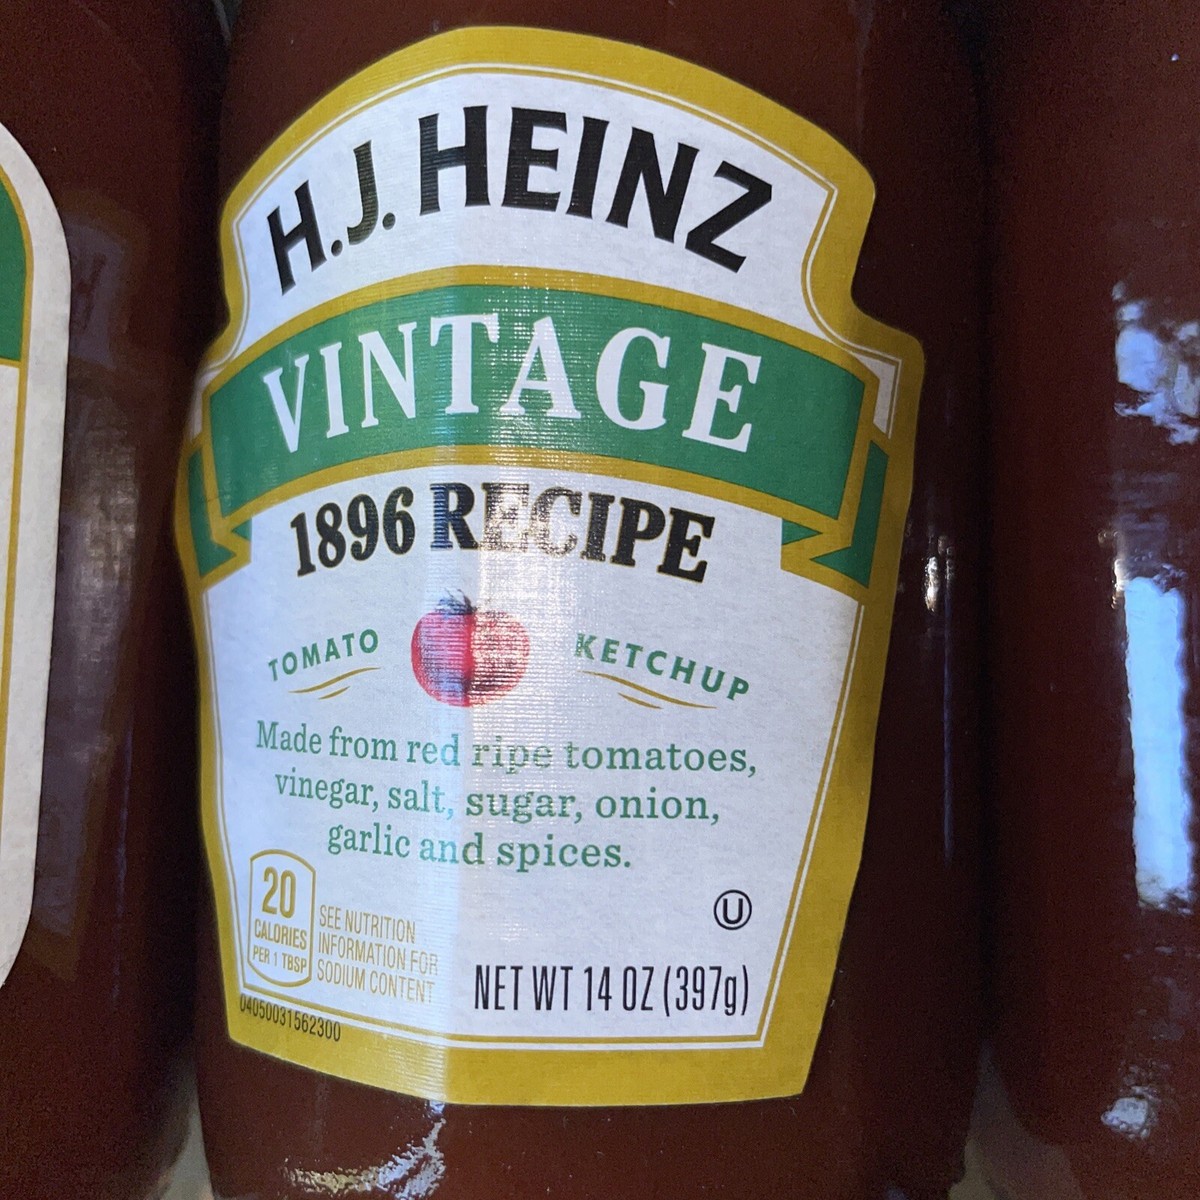 H.J. HEINZ
VINTAGE
1896 RECIPE
TOMATO KETCHUP
Made from red ripe tomatoes,
vinegar, salt, sugar, onion,
garlic and spices.
20
CALORIES
PER 1 TBSP
SEE NUTRITION
INFORMATION FOR
SODIUM CONTENT
U
NET WT 14 OZ (397g)
04050031562300